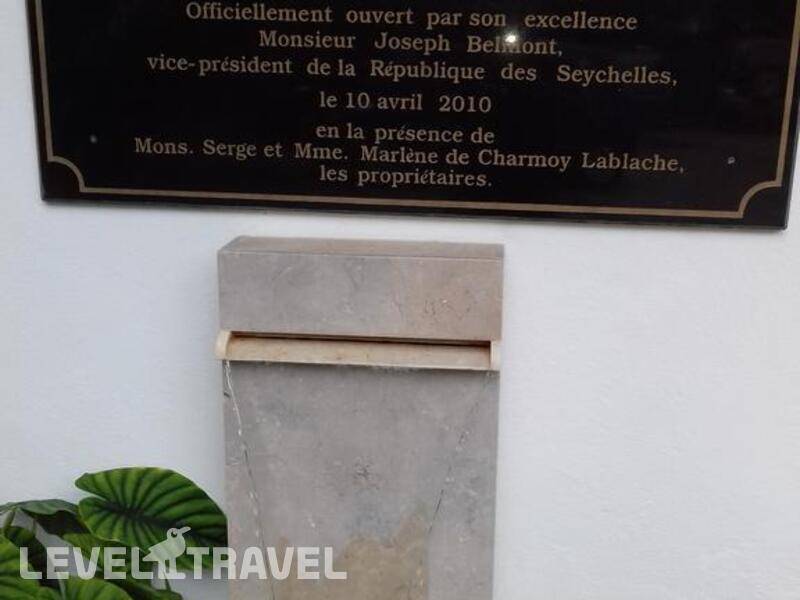 Officiellement ouvert par son excellence
Monsieur Joseph Belmont,
vice-président de la République des Seychelles,
le 10 avril 2010
en la présence de
Mons. Serge et Mme. Marlène de Charmoy Lablache,
les propriétaires.
LEVEL TRAVEL